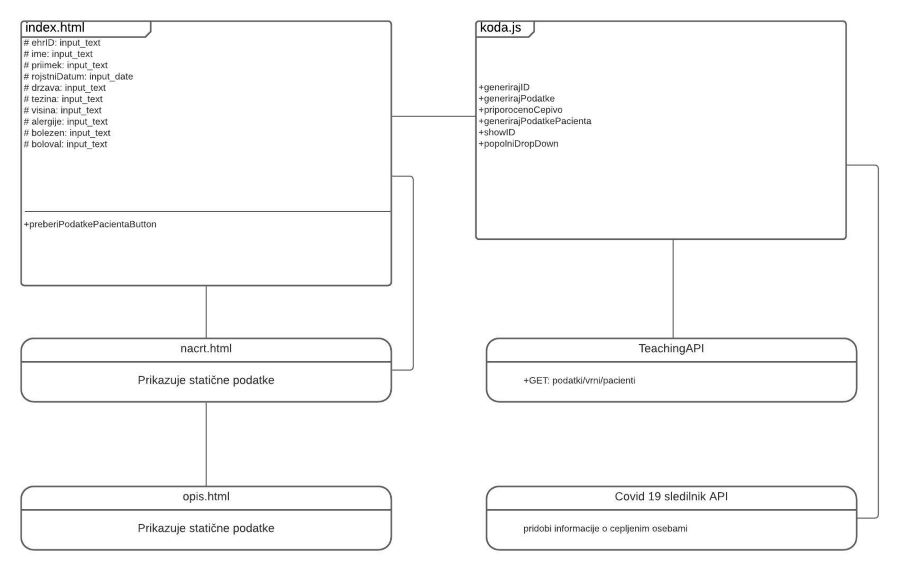 index.html
# ehrID: input_text
# ime: input_text
# priimek: input_text
# rojstniDatum: input_date
# drzava: input_text
# tezina: input_text
# visina: input_text
# alergije: input_text
# bolezen: input_text
# boloval: input_text
+preberiPodatkePacientaButton
koda.js
+generirajID
+generirajPodatke
+priporocenoCepivo
+generirajPodatkePacienta
+showID
+popolniDropDown
nacrt.html
Prikazuje statične podatke
TeachingAPI
+GET: podatki/vrni/pacienti
opis.html
Prikazuje statične podatke
Covid 19 sledilnik API
pridobi informacije o cepljenim osebami